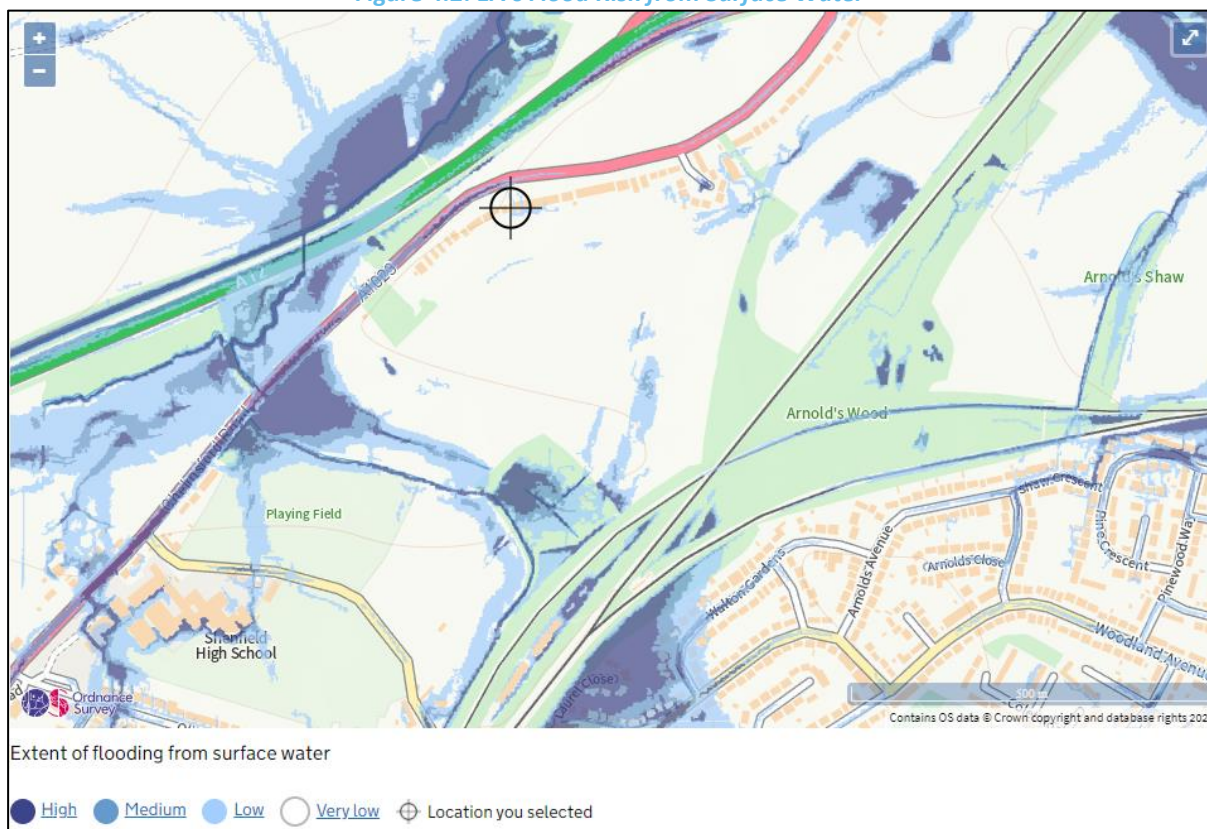 +
−
A12
A1023
Arnold's Shaw
Arnold's Wood
Playing Field
Shaw Crescent
Pine Crescent
Pinewood Way
Arnolds Avenue
Arnolds Close
Walton Gardens
Woodland Avenue
Shenfield
High School
Laurel Close
Ordnance
Survey
500 m
Contains OS data © Crown copyright and database rights 202
Extent of flooding from surface water
High Medium Low Very low Location you selected